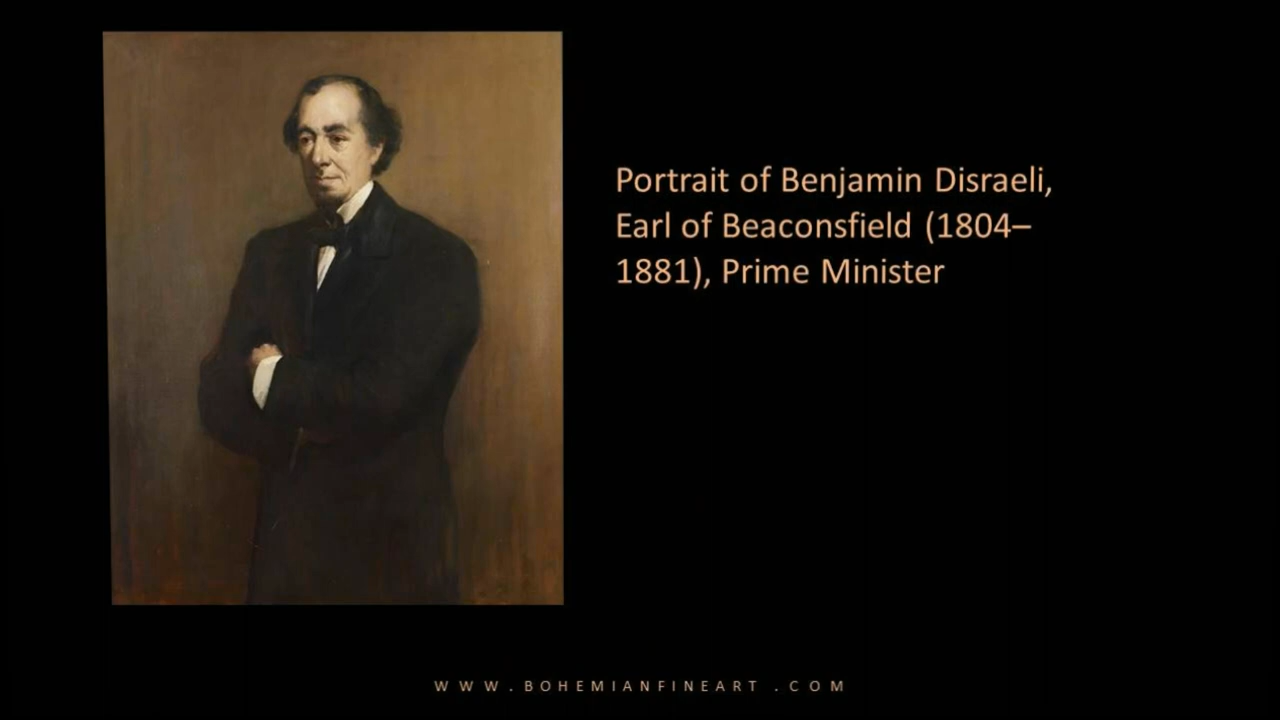 Portrait of Benjamin Disraeli,
Earl of Beaconsfield (1804–
1881), Prime Minister
WWW.BOHEMIANFINEART .COM